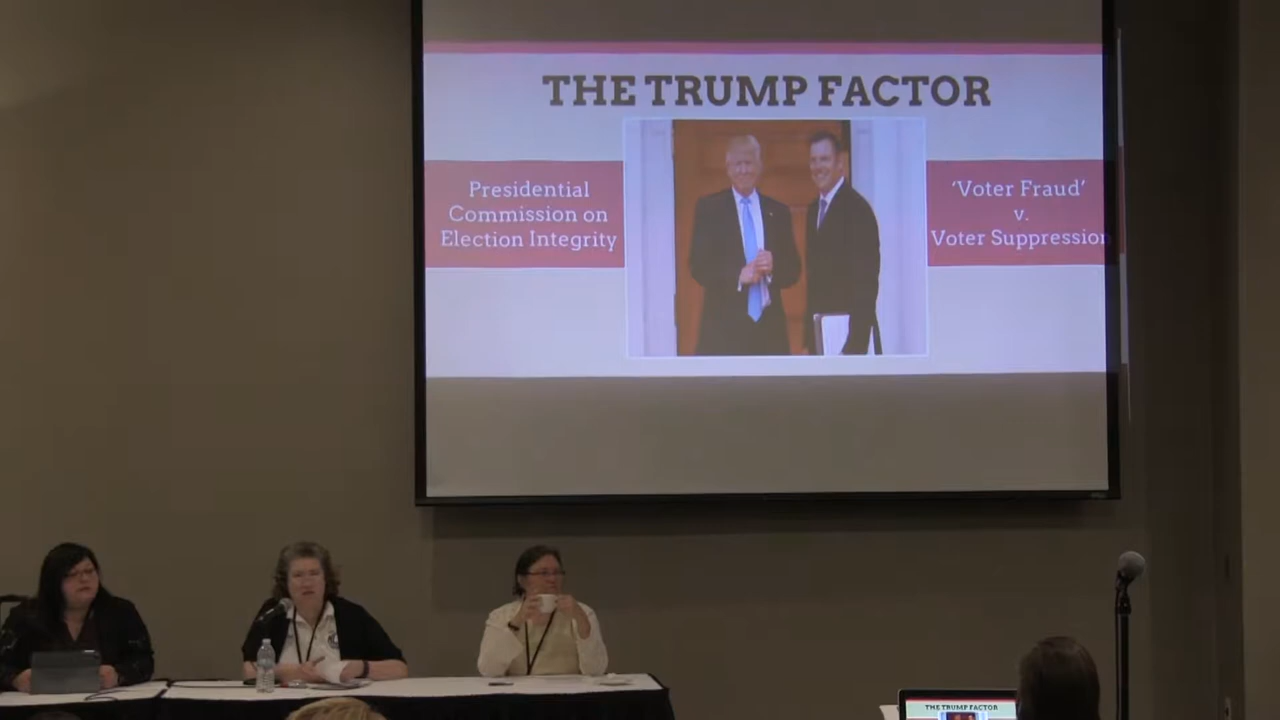 THE TRUMP FACTOR
Presidential
Commission on
Election Integrity
‘Voter Fraud’
v.
Voter Suppression
THE TRUMP FACTOR